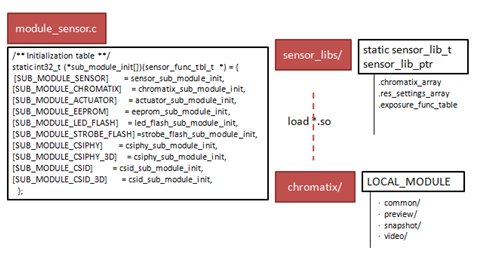 module_sensor.c
/** Initialization table **/
static int32_t (*sub_module_init[])(sensor_func_tbl_t *) = {
[SUB_MODULE_SENSOR] = sensor_sub_module_init,
[SUB_MODULE_CHROMATIX] = chromatix_sub_module_init,
[SUB_MODULE_ACTUATOR] = actuator_sub_module_init,
[SUB_MODULE_EEPROM] = eeprom_sub_module_init,
[SUB_MODULE_LED_FLASH] = led_flash_sub_module_init,
[SUB_MODULE_STROBE_FLASH] =strobe_flash_sub_module_init,
[SUB_MODULE_CSIPHY] = csiphy_sub_module_init,
[SUB_MODULE_CSIPHY_3D] = csiphy_sub_module_init,
[SUB_MODULE_CSID] = csid_sub_module_init,
[SUB_MODULE_CSID_3D] = csid_sub_module_init,
};
sensor_libs/
static sensor_lib_t
sensor_lib_ptr
.chromatix_array
.res_settings_array
.exposure_func_table
load *.so
chromatix/
LOCAL_MODULE
· common/
· preview/
· snapshot/
· video/